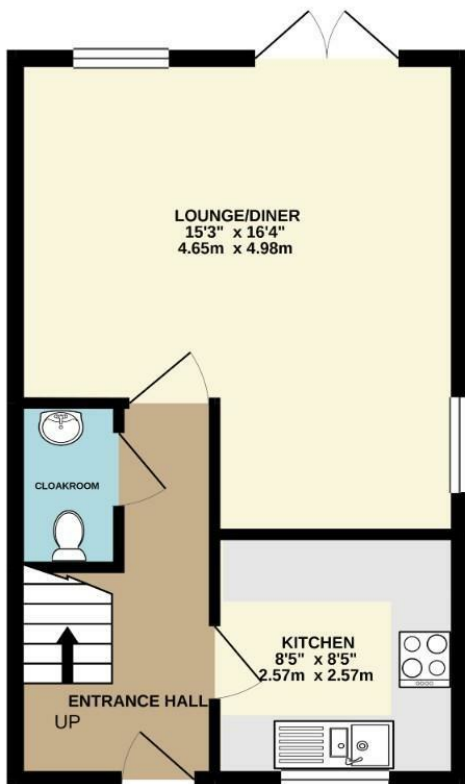 LOUNGE/DINER
15'3" x 16'4"
4.65m x 4.98m
CLOAKROOM
KITCHEN
8'5" x 8'5"
2.57m x 2.57m
ENTRANCE HALL
UP